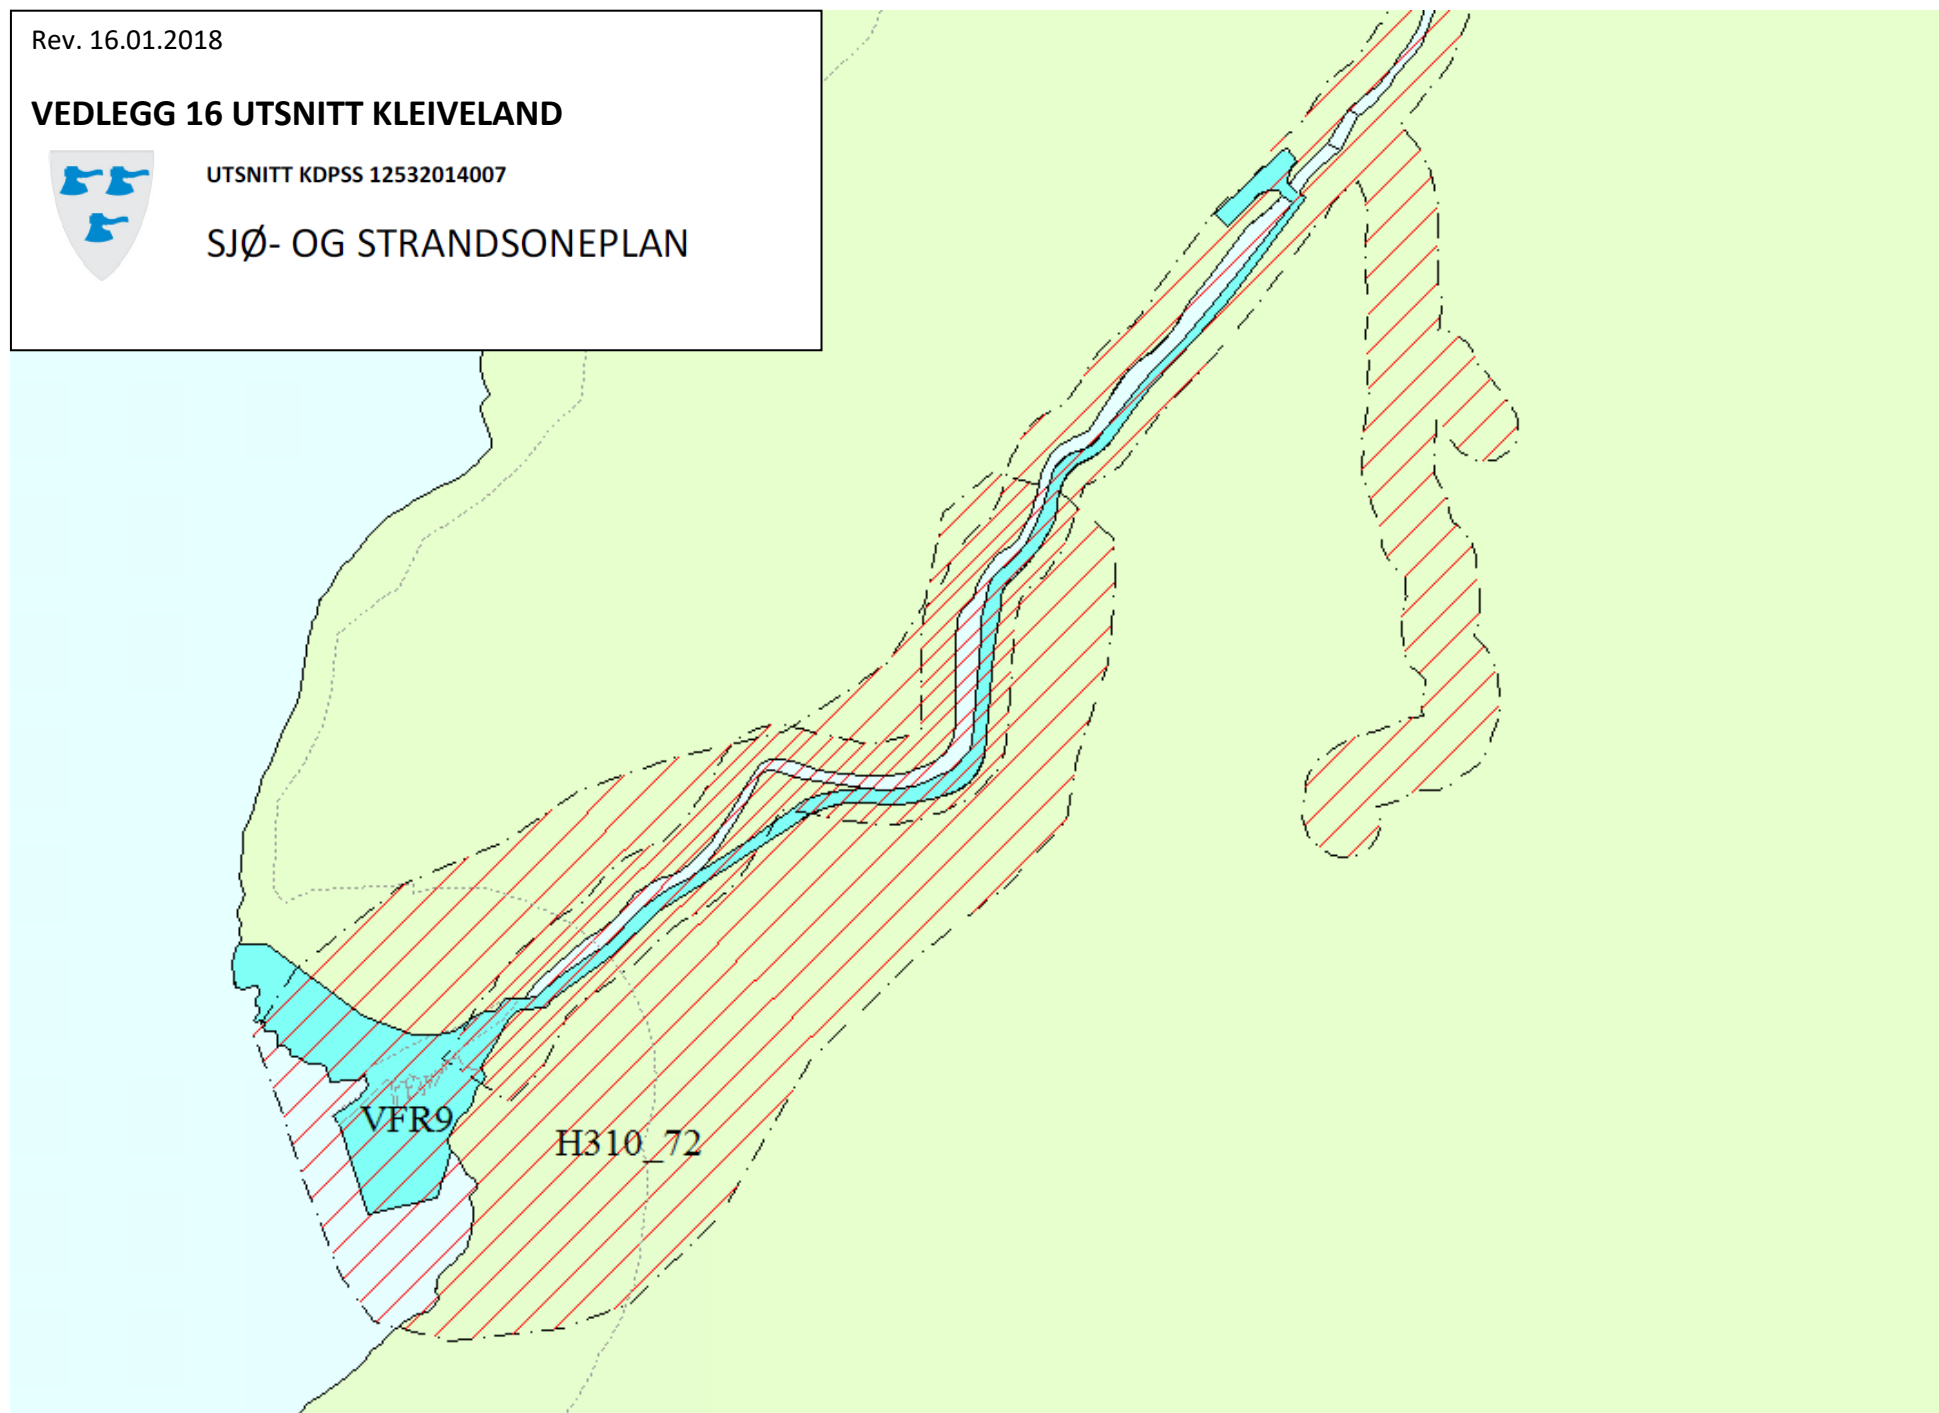 Rev. 16.01.2018
VEDLEGG 16 UTSNITT KLEIVELAND
UTSNITT KDPSS 12532014007
SJØ- OG STRANDSONEPLAN
VFR9
H310_72